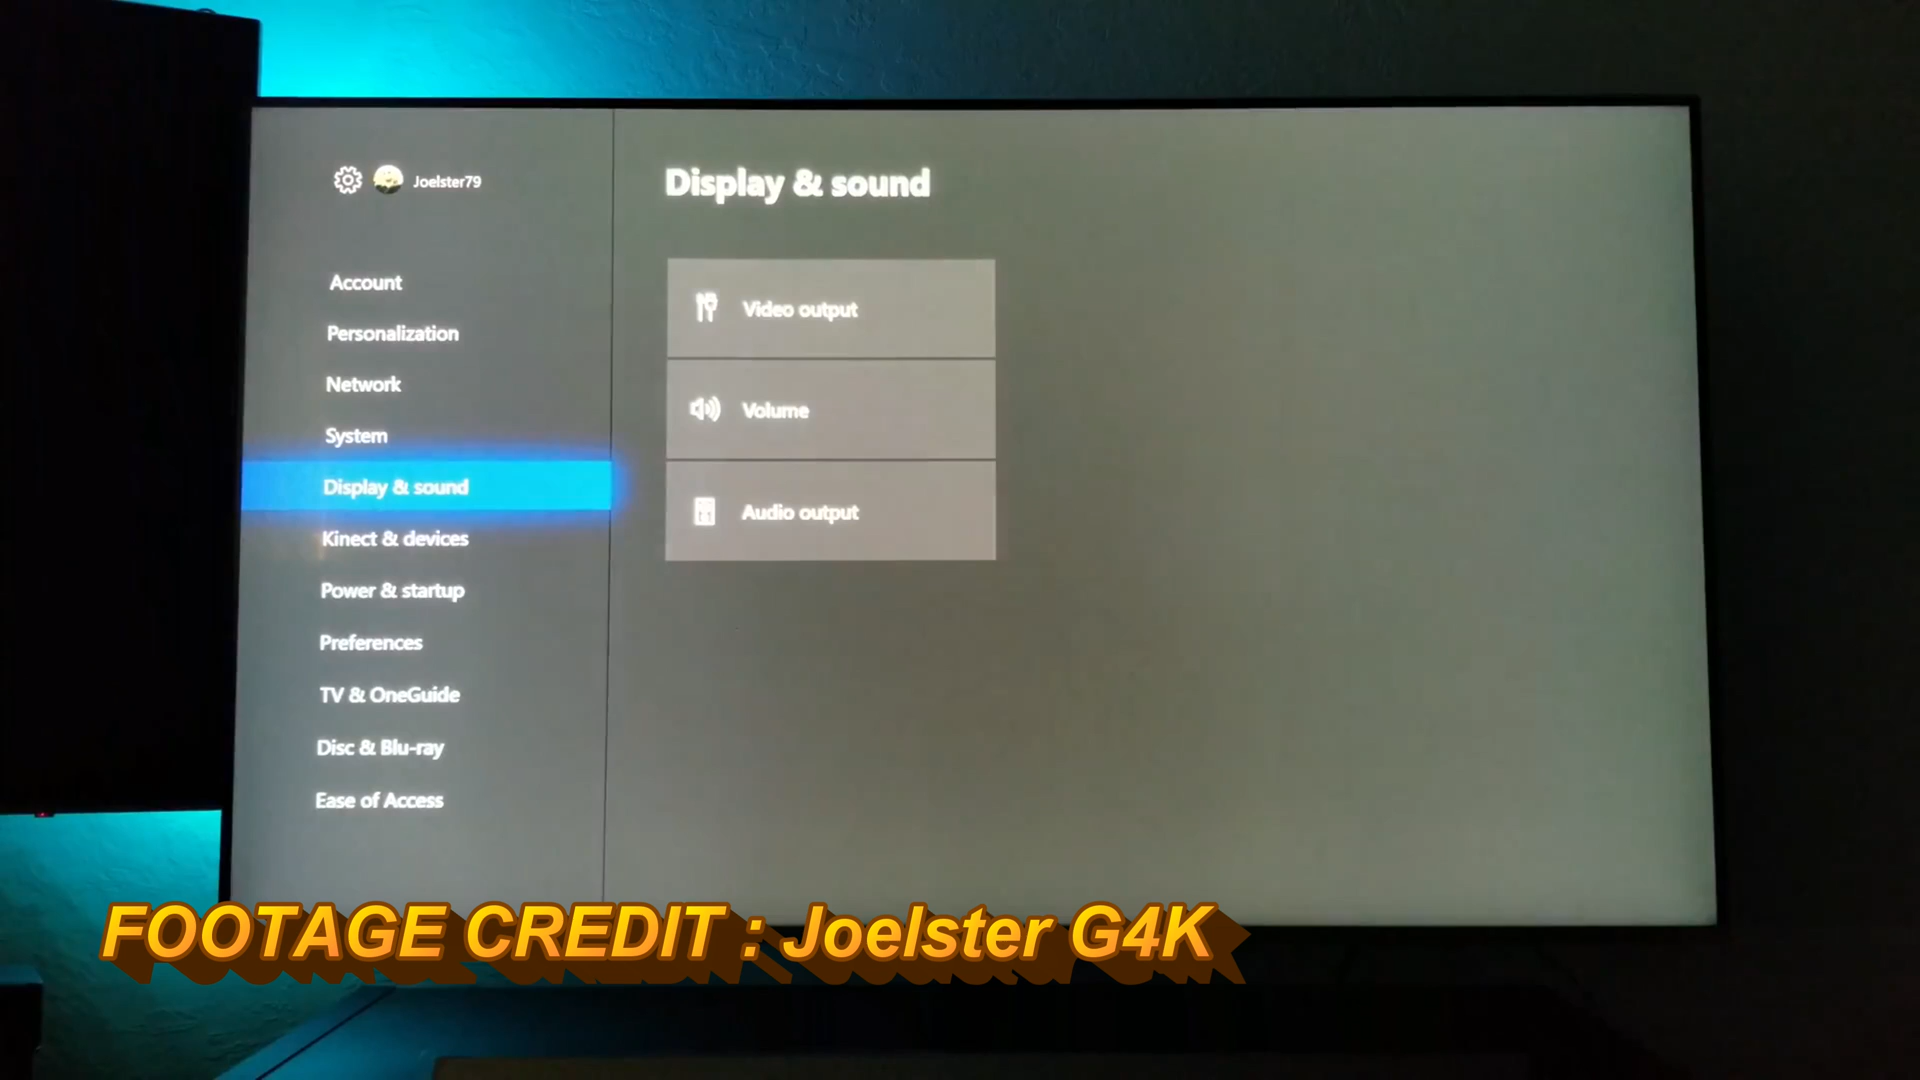 Joelster79
Display & sound
Account
Personalization
Network
System
Display & sound
Kinect & devices
Power & startup
Preferences
TV & OneGuide
Disc & Blu-ray
Ease of Access
Video output
Volume
Audio output
FOOTAGE CREDIT : Joelster G4K